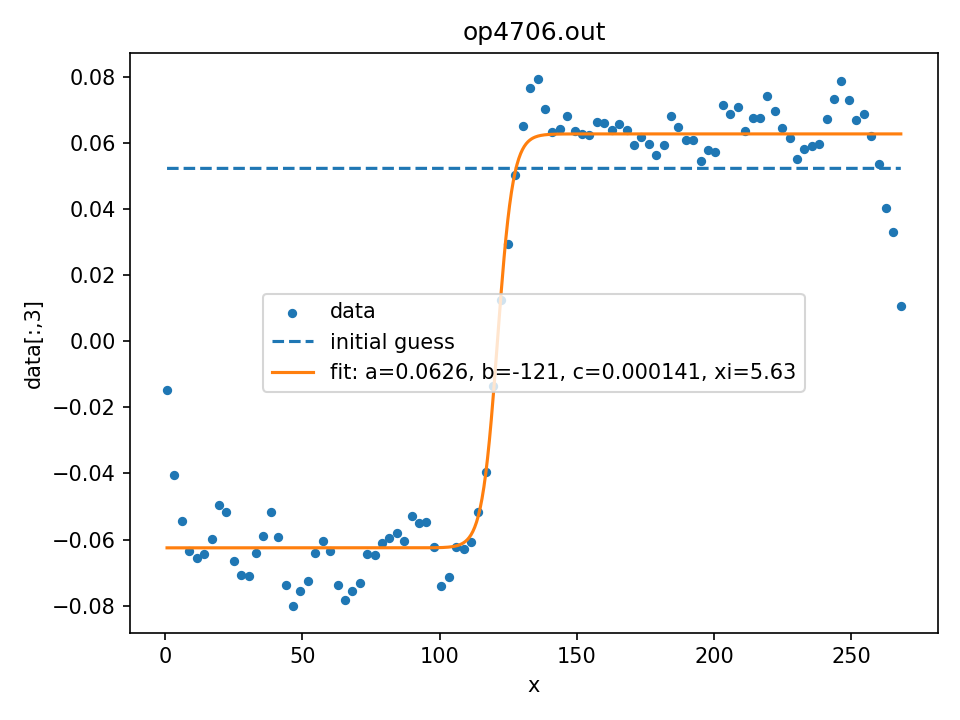 op4706.out
0.08
0.06
0.04
0.02
0.00
−0.02
−0.04
−0.06
−0.08
data[:,3]
data
initial guess
fit: a=0.0626, b=-121, c=0.000141, xi=5.63
0 50 100 150 200 250
x